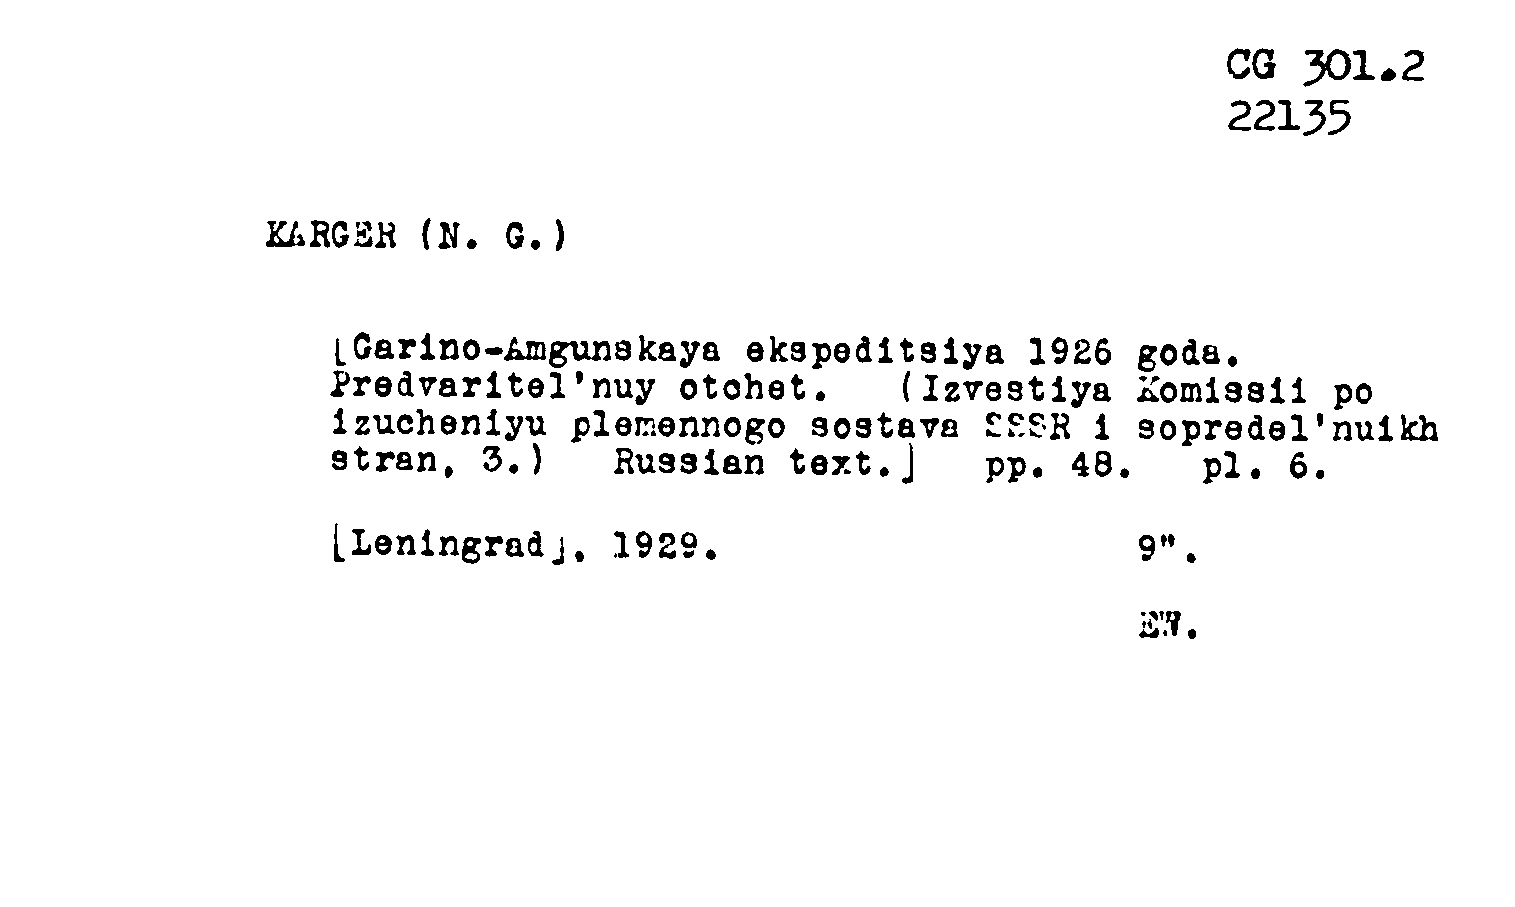 CG 301.2
22135
KARGER (N. G.)
[Garino-Amgunskaya ekspeditsiya 1926 goda.
Predvaritel'nuy otchet. (Izvestiya Komissii po
izucheniyu plemennogo sostava SSSR i sopredel'nuikh
stran, 3.) Russian text.] pp. 48. pl. 6.
[Leningrad], 1929. 9".
EW.